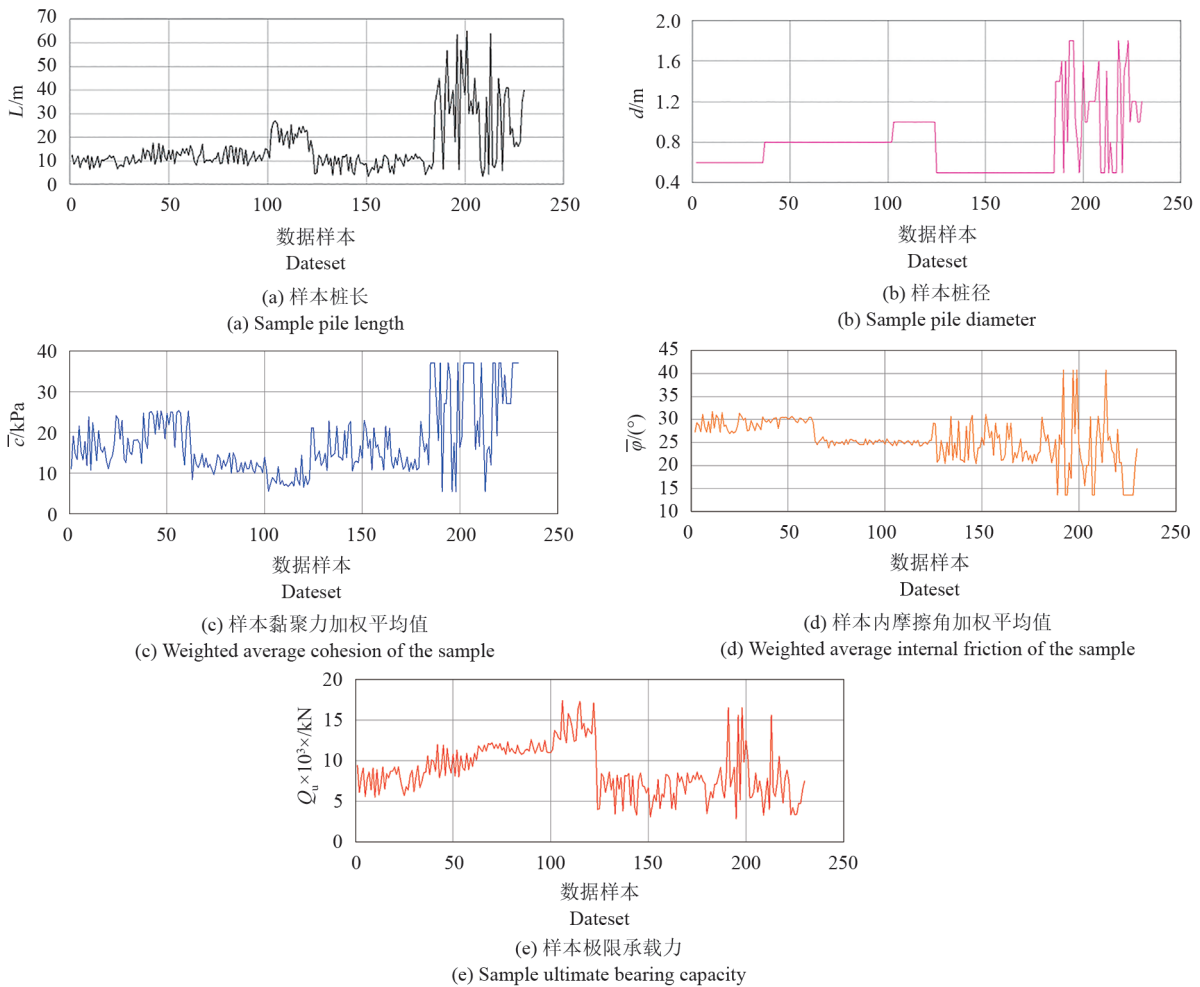 70
60
50
40
30
20
10
0
L/m
0 50 100 150 200 250
数据样本
Dateset
(a) 样本桩长
(a) Sample pile length
2.0
1.6
1.2
0.8
0.4
d/m
0 50 100 150 200 250
数据样本
Dateset
(b) 样本桩径
(b) Sample pile diameter
40
30
20
10
0
c̅/kPa
0 50 100 150 200 250
数据样本
Dateset
(c) 样本黏聚力加权平均值
(c) Weighted average cohesion of the sample
45
40
35
30
25
20
15
10
φ̅/(°)
0 50 100 150 200 250
数据样本
Dateset
(d) 样本内摩擦角加权平均值
(d) Weighted average internal friction of the sample
20
15
10
5
0
Qu×10³×/kN
0 50 100 150 200 250
数据样本
Dateset
(e) 样本极限承载力
(e) Sample ultimate bearing capacity